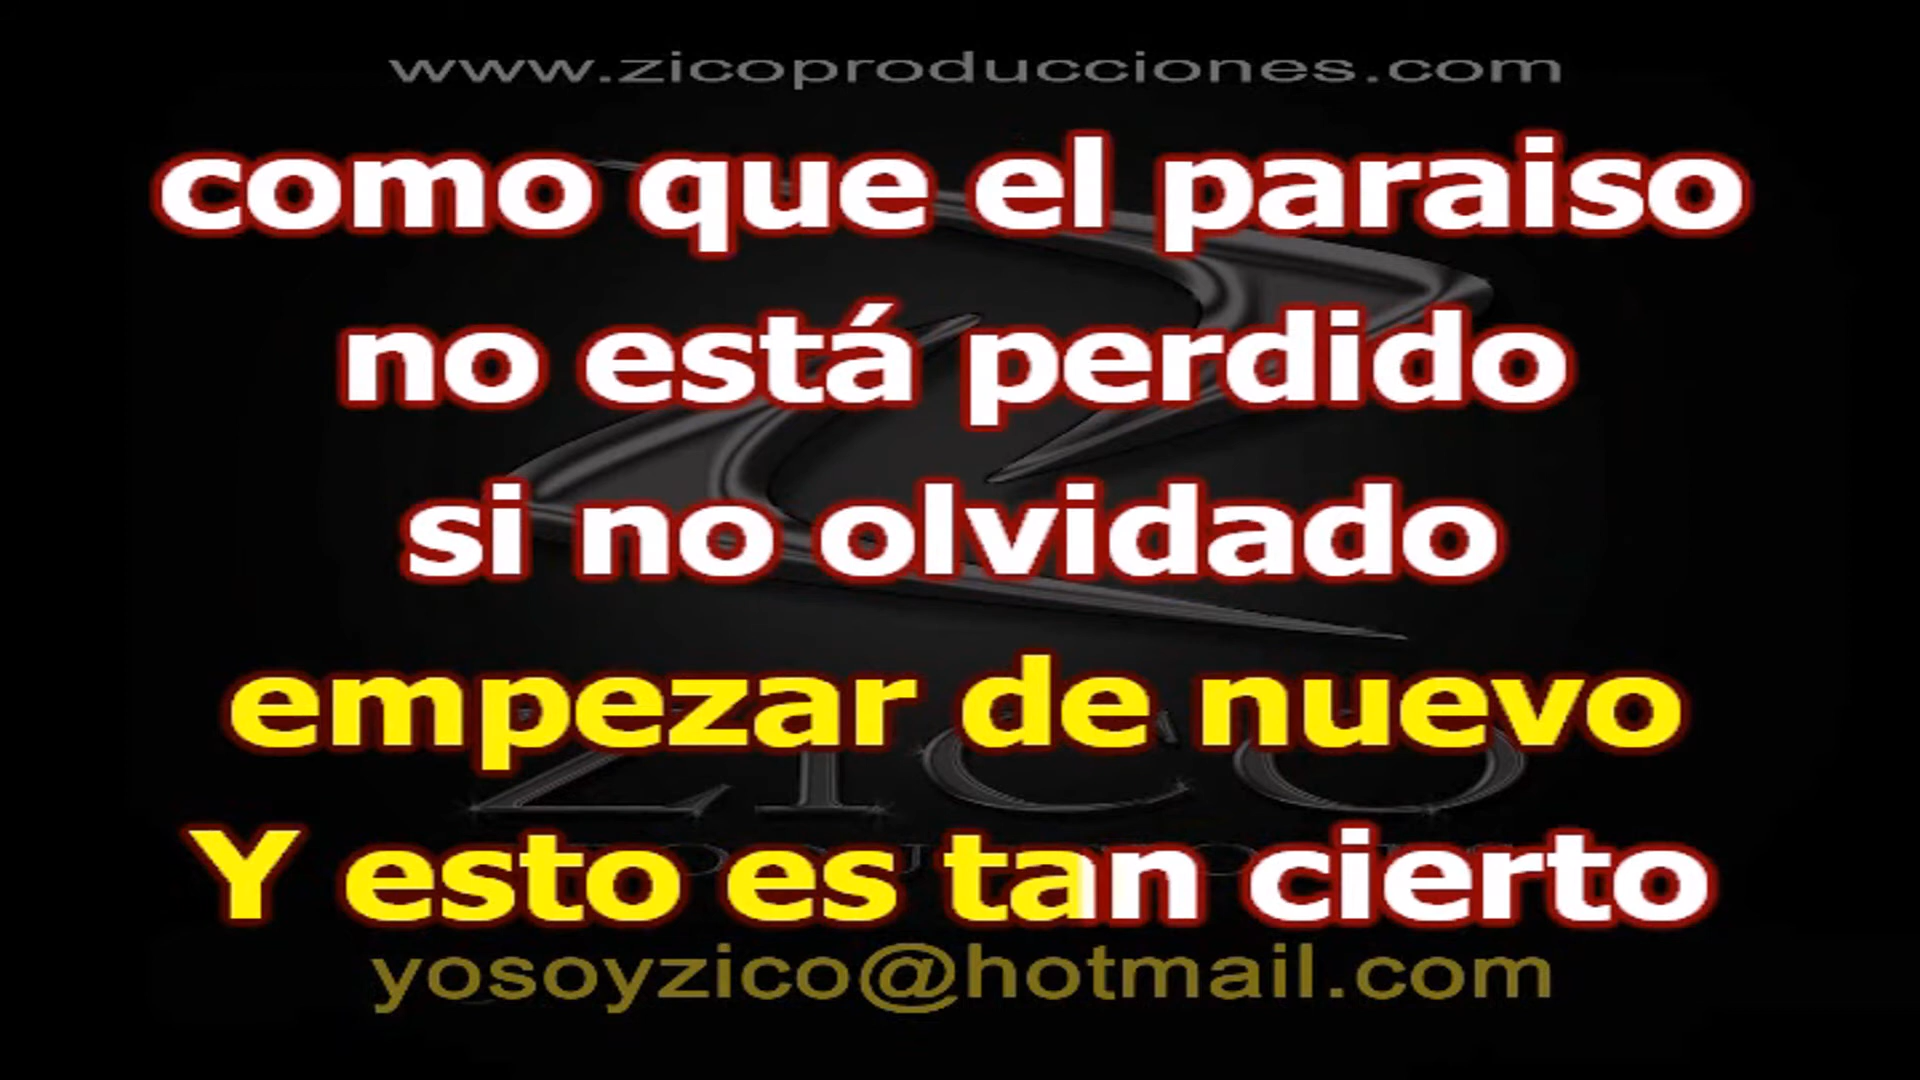 www.zicoproducciones.com
como que el paraiso
no está perdido
si no olvidado
empezar de nuevo
ZICO
Y esto es tan cierto
yosoyzico@hotmail.com